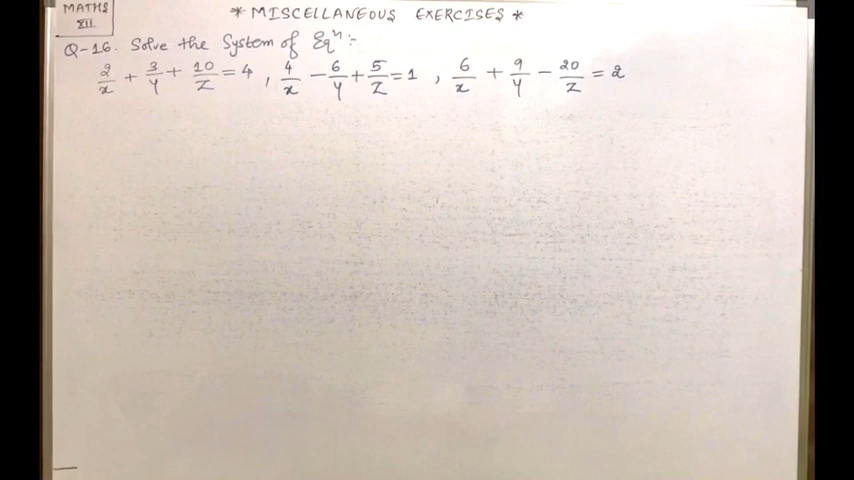 MATHS
XII
* MISCELLANEOUS EXERCISES *
Q-16. Solve the System of Eqⁿ:-
2/x + 3/y + 10/z = 4 , 4/x - 6/y + 5/z = 1 , 6/x + 9/y - 20/z = 2